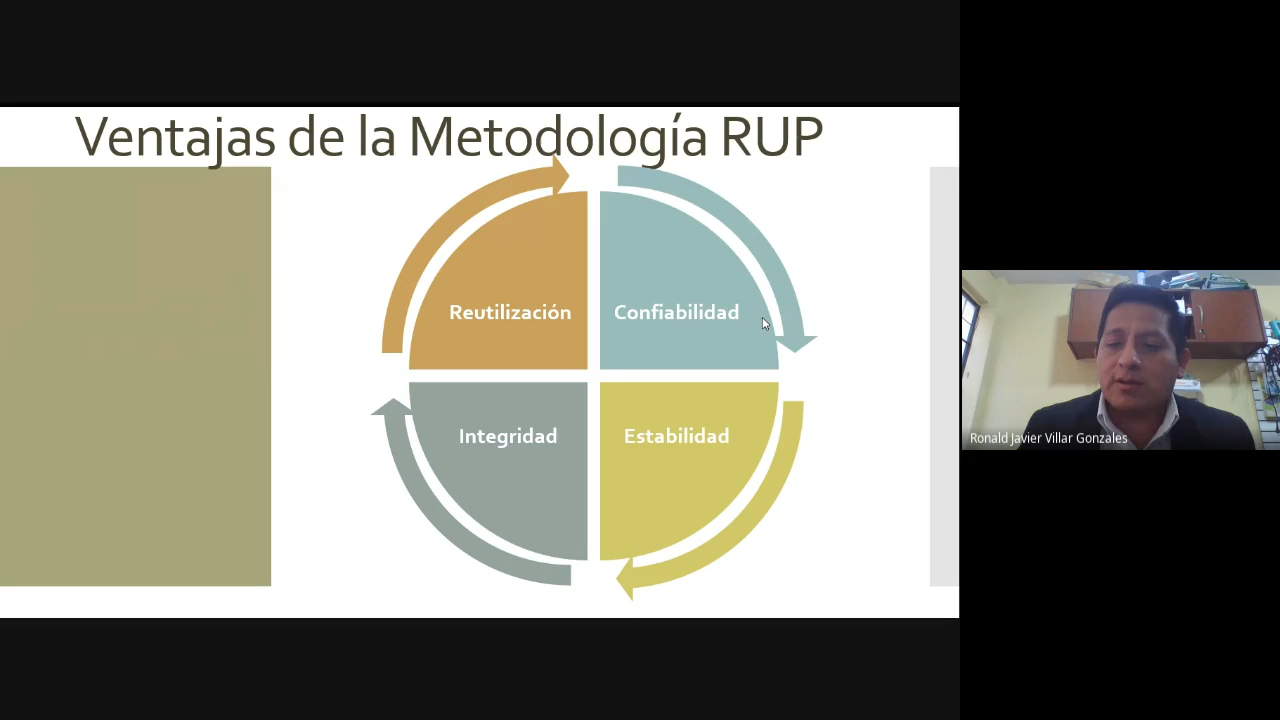 Ventajas de la Metodología RUP
Reutilización
Confiabilidad
Integridad
Estabilidad
Ronald Javier Villar Gonzales